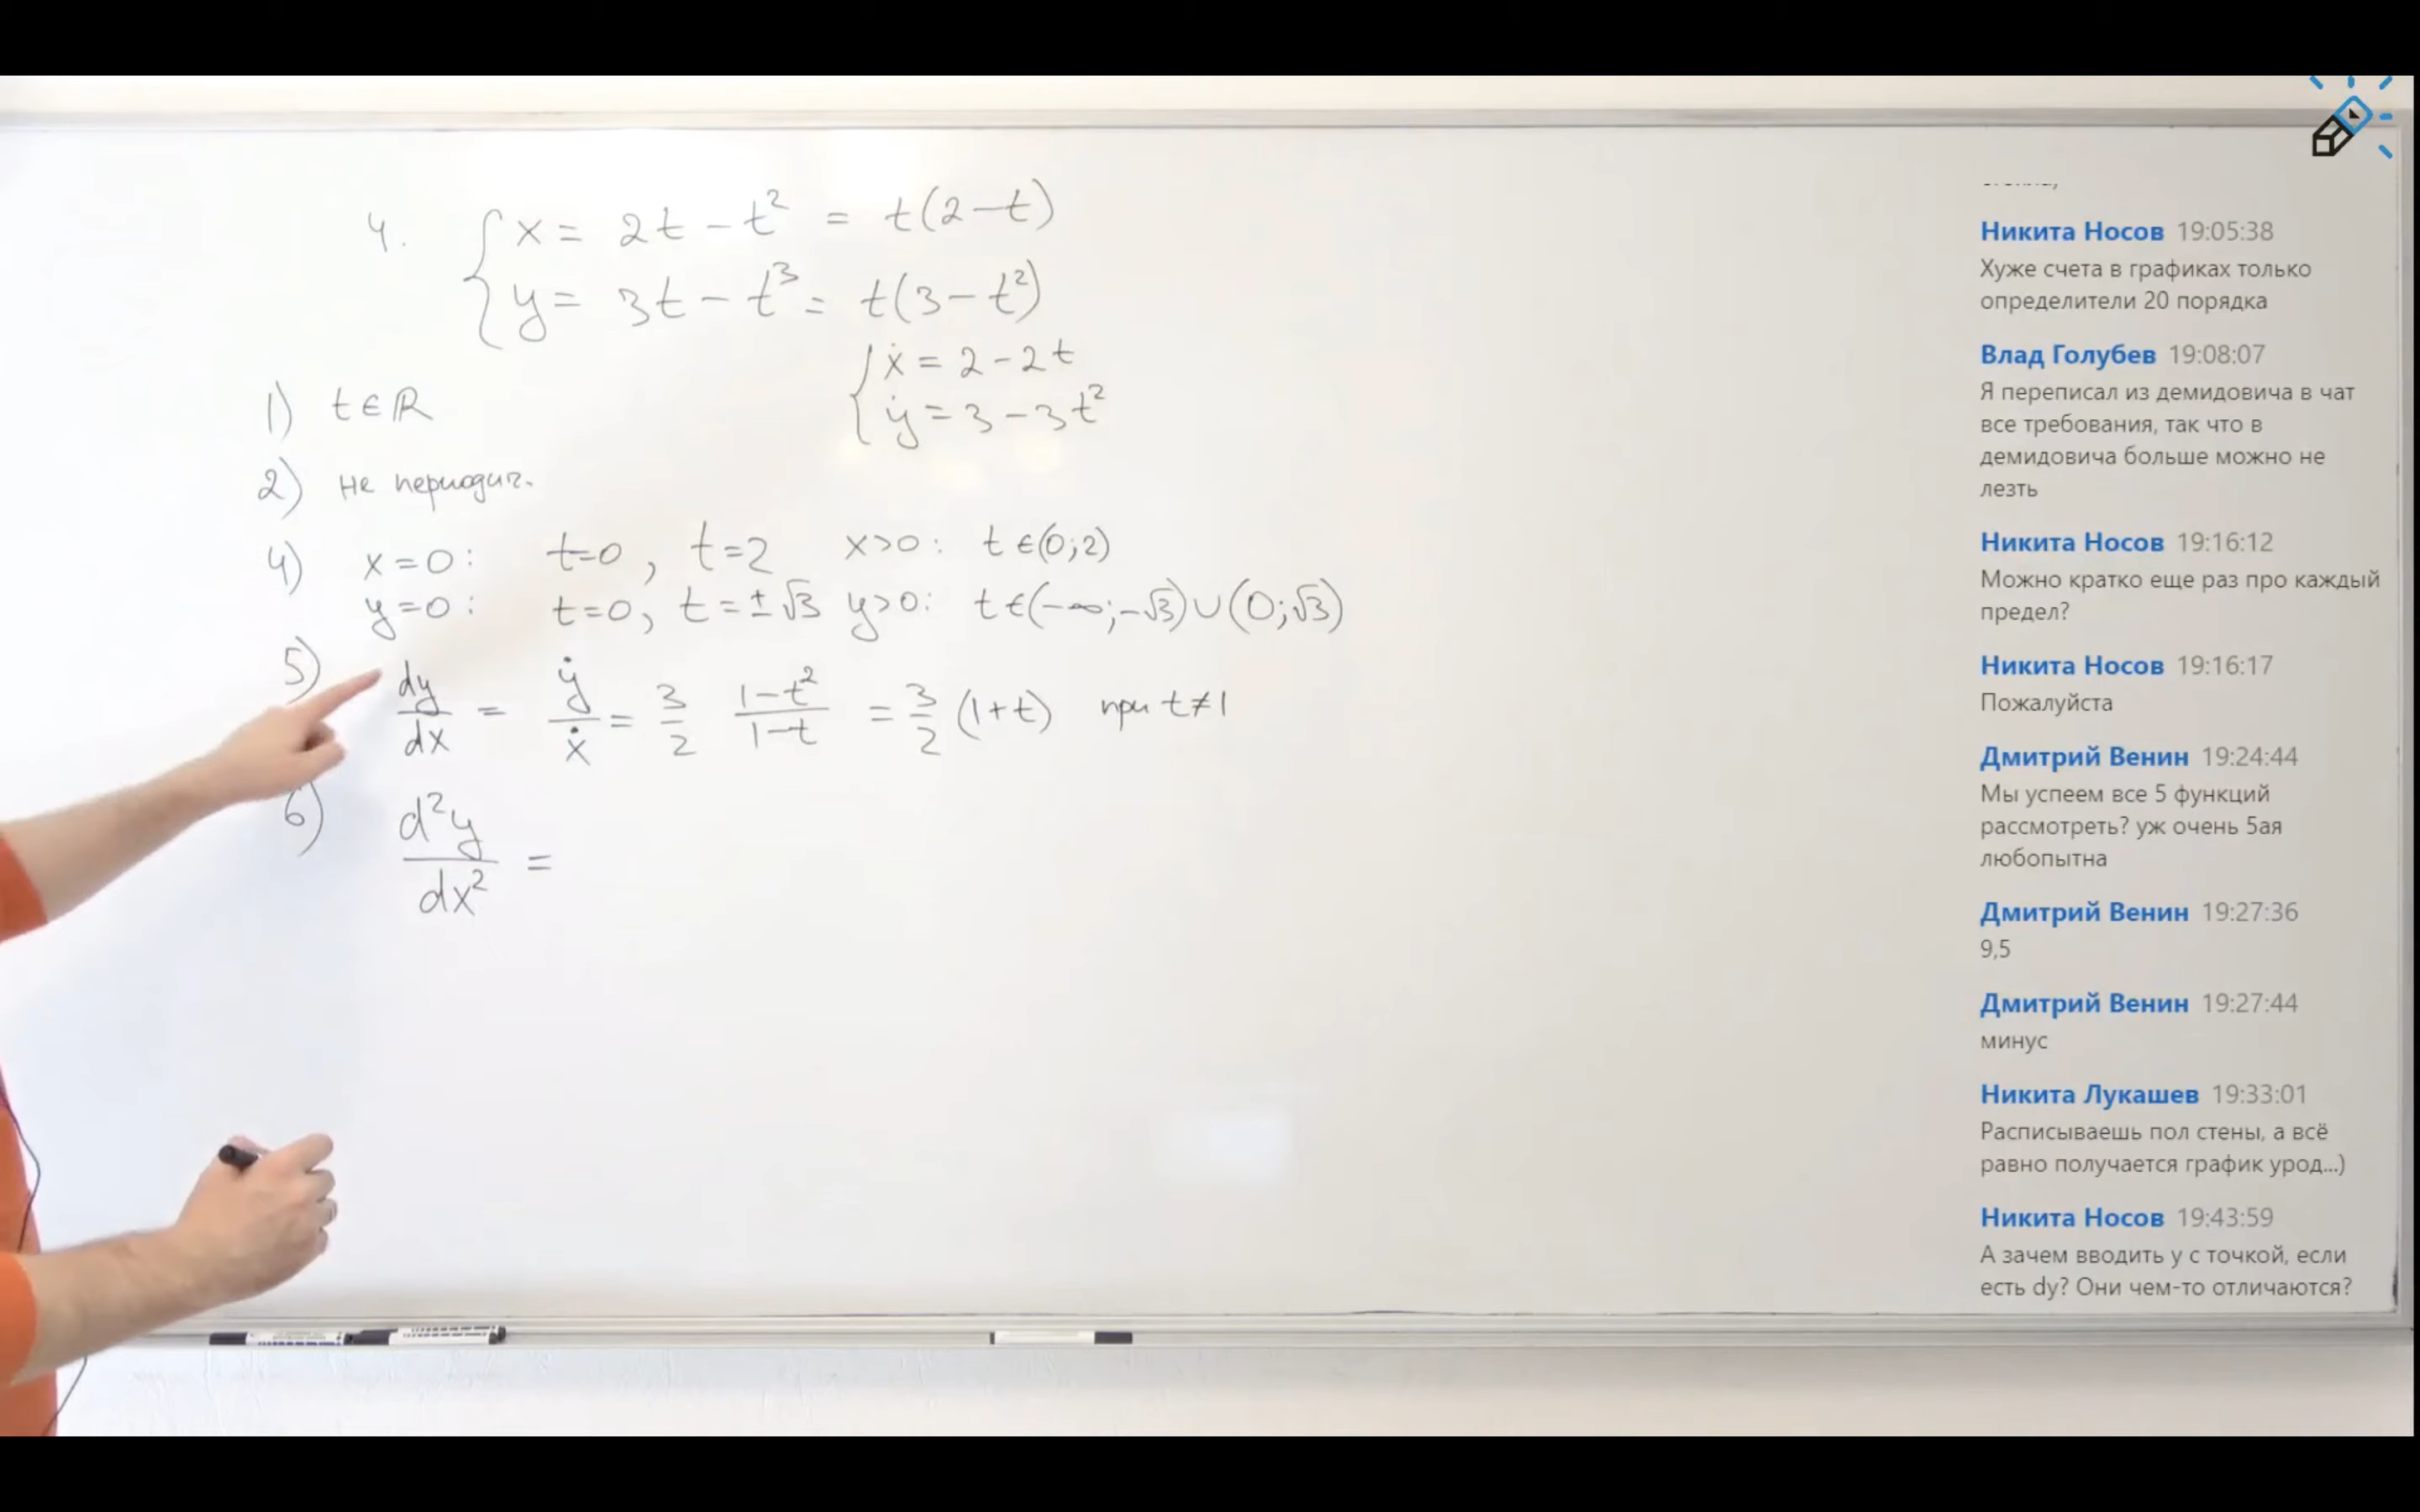 4. { x = 2t - t² = t(2-t)
y = 3t - t³ = t(3-t²)
{ ẋ = 2-2t
ẏ = 3-3t²
1) t∈ℝ
2) не периодич.
4) x=0: t=0, t=2 x>0: t∈(0;2)
y=0: t=0, t=±√3 y>0: t∈(-∞;-√3)∪(0;√3)
5) dy/dx = ẏ/ẋ = 3/2 (1-t²)/(1-t) = 3/2 (1+t) при t≠1
6) d²y/dx² =
Никита Носов 19:05:38
Хуже счета в графиках только
определители 20 порядка
Влад Голубев 19:08:07
Я переписал из демидовича в чат
все требования, так что в
демидовича больше можно не
лезть
Никита Носов 19:16:12
Можно кратко еще раз про каждый
предел?
Никита Носов 19:16:17
Пожалуйста
Дмитрий Венин 19:24:44
Мы успеем все 5 функций
рассмотреть? уж очень 5ая
любопытна
Дмитрий Венин 19:27:36
9,5
Дмитрий Венин 19:27:44
минус
Никита Лукашев 19:33:01
Расписываешь пол стены, а всё
равно получается график урод...)
Никита Носов 19:43:59
А зачем вводить у с точкой, если
есть dy? Они чем-то отличаются?